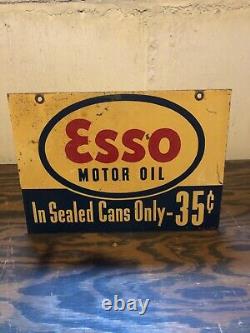 Esso
MOTOR OIL
In Sealed Cans Only-35¢